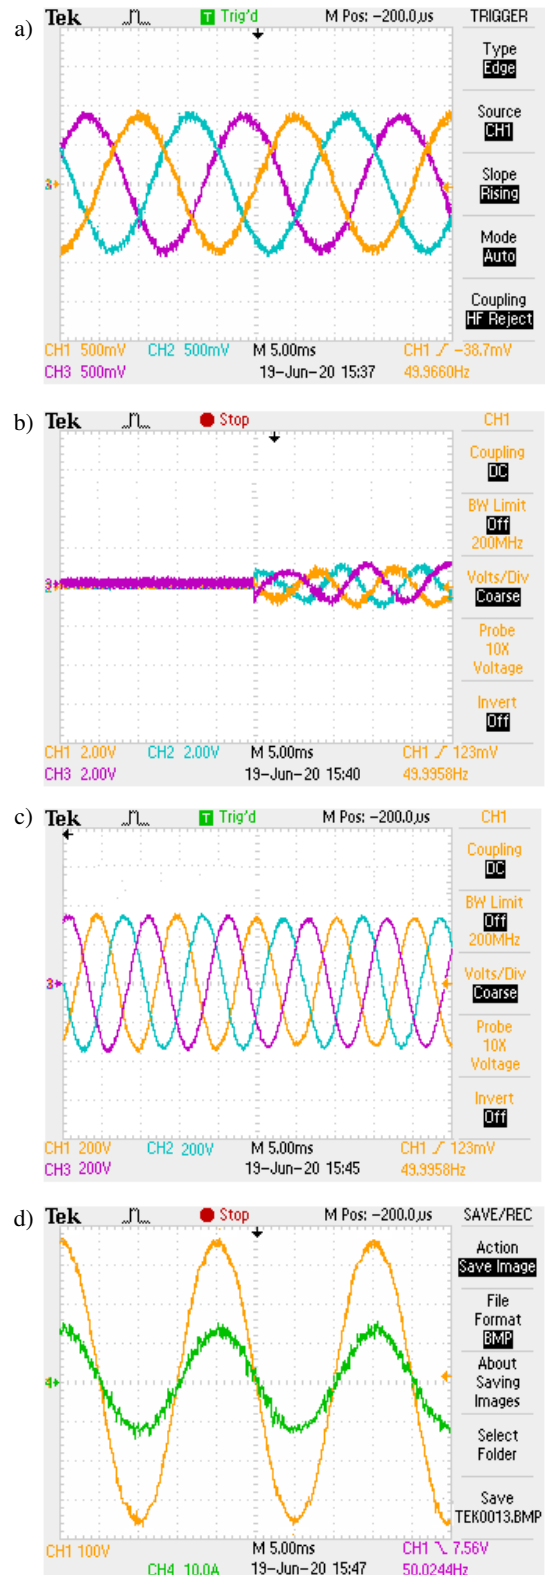 a)
Tek T Trig'd M Pos: -200.0µs TRIGGER
Type
Edge
Source
CH1
Slope
Rising
Mode
Auto
Coupling
HF Reject
3
CH1 500mV CH2 500mV M 5.00ms CH1 -38.7mV
CH3 500mV 19-Jun-20 15:37 49.9660Hz
b)
Tek Stop CH1
Coupling
DC
BW Limit
Off
200MHz
Volts/Div
Coarse
Probe
10X
Voltage
Invert
Off
3
CH1 2.00V CH2 2.00V M 5.00ms CH1 123mV
CH3 2.00V 19-Jun-20 15:40 49.9958Hz
c)
Tek T Trig'd M Pos: -200.0µs CH1
Coupling
DC
BW Limit
Off
200MHz
Volts/Div
Coarse
Probe
10X
Voltage
Invert
Off
3
CH1 200V CH2 200V M 5.00ms CH1 123mV
CH3 200V 19-Jun-20 15:45 49.9958Hz
d)
Tek Stop M Pos: -200.0µs SAVE/REC
Action
Save Image
File
Format
BMP
About
Saving
Images
Select
Folder
Save
TEK0013.BMP
4
CH1 100V M 5.00ms CH1 7.56V
CH4 10.0A 19-Jun-20 15:47 50.0244Hz